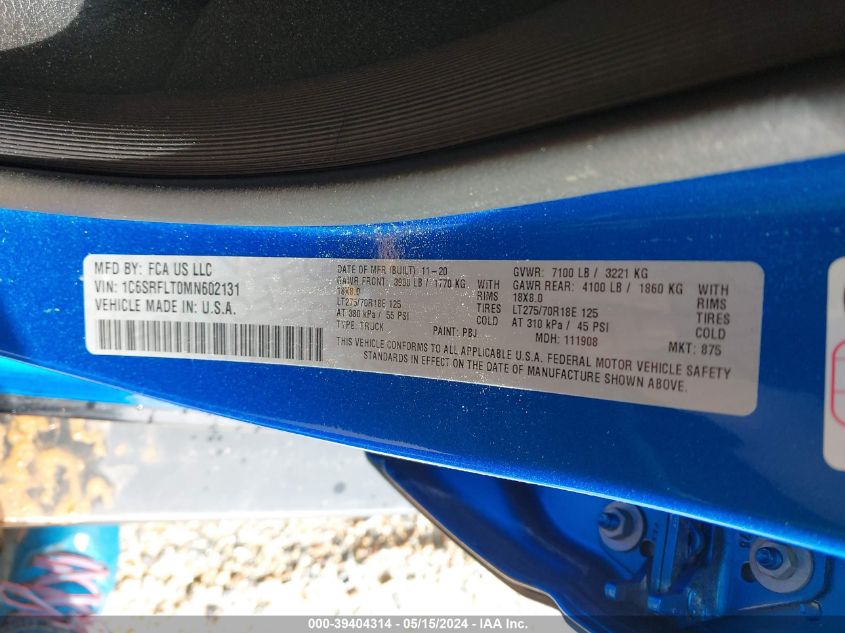 MFD BY: FCA US LLC
VIN: 1C6SRFLT0MN602131
VEHICLE MADE IN U.S.A.
DATE OF MFR (BUILT) 11-20
GAWR FRONT: 3900 LB / 1770 KG WITH
18X8.0 RIMS
LT275/70R18E 125 TIRES
AT 380 kPa / 55 PSI COLD
TYPE: TRUCK PAINT: PBJ
GVWR: 7100 LB / 3221 KG
GAWR REAR: 4100 LB / 1860 KG WITH
18X8.0 RIMS
LT275/70R18E 125 TIRES
AT 310 kPa / 45 PSI COLD
MDH: 111908 MKT: 875
THIS VEHICLE CONFORMS TO ALL APPLICABLE U.S.A. FEDERAL MOTOR VEHICLE SAFETY
STANDARDS IN EFFECT ON THE DATE OF MANUFACTURE SHOWN ABOVE.
000-39404314 - 05/15/2024 - IAA Inc.